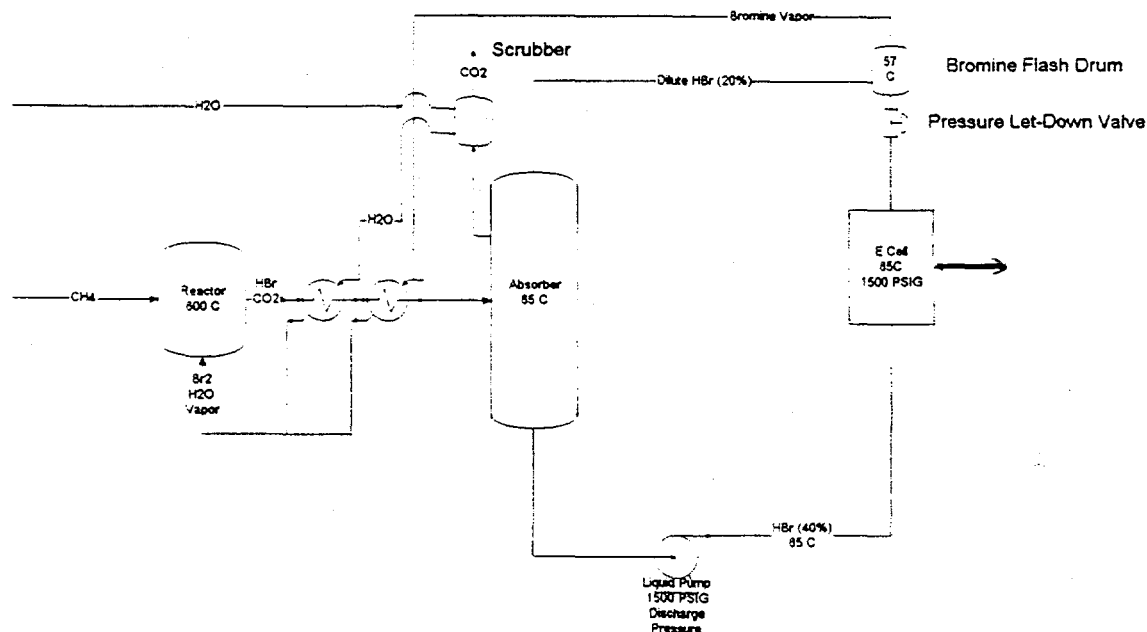 Bromine Vapor
Scrubber
CO2
57
C
Bromine Flash Drum
Dilute HBr (20%)
H2O
Pressure Let-Down Valve
H2O
E Cell
85C
1500 PSIG
Reactor
600 C
HBr
CO2
Absorber
85 C
CH4
Br2
H2O
Vapor
HBr (40%)
85 C
Liquid Pump
1500 PSIG
Discharge
Pressure